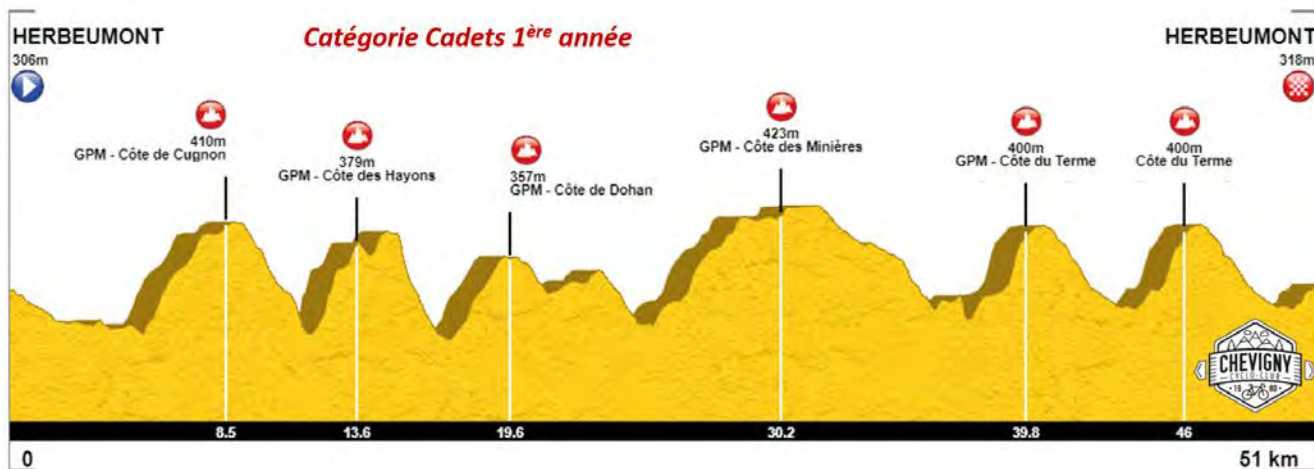 HERBEUMONT
306m
Catégorie Cadets 1ère année
HERBEUMONT
318m
410m
GPM - Côte de Cugnon
379m
GPM - Côte des Hayons
357m
GPM - Côte de Dohan
423m
GPM - Côte des Minières
400m
GPM - Côte du Terme
400m
Côte du Terme
CHEVIGNY
CYCLO-CLUB
8.5
13.6
19.6
30.2
39.8
46
0
51 km